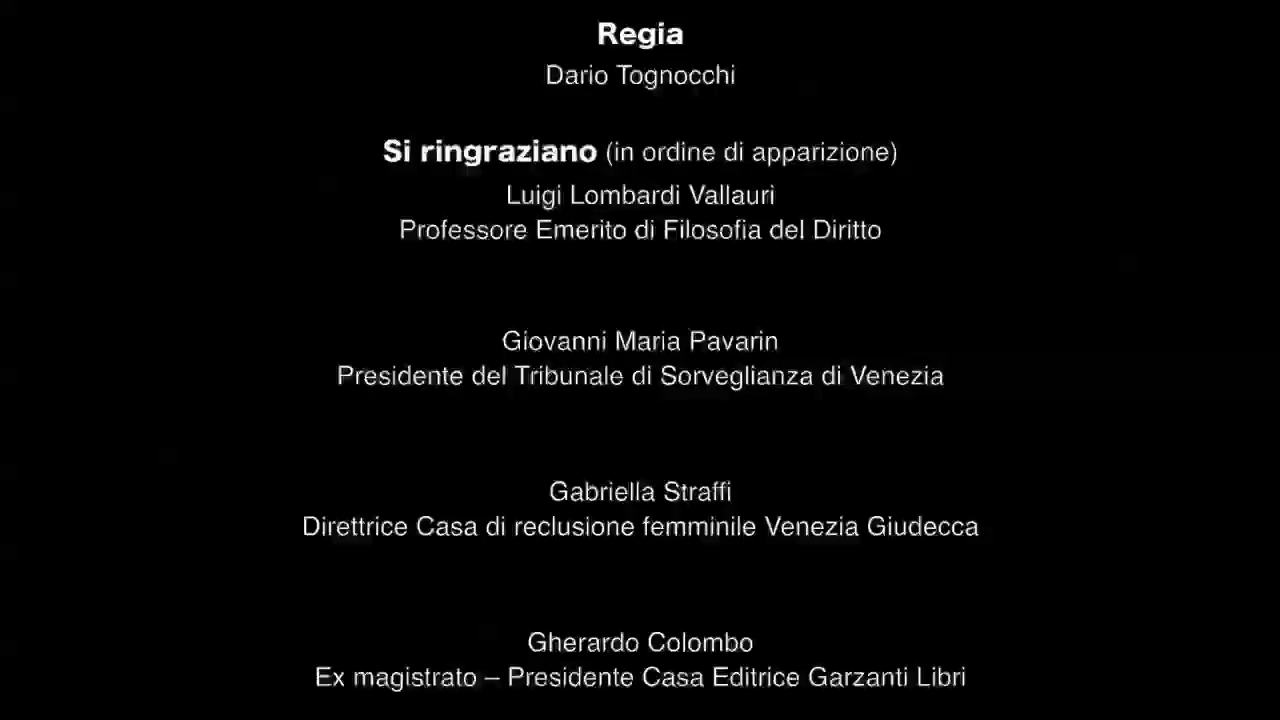 Regia
Dario Tognocchi
Si ringraziano (in ordine di apparizione)
Luigi Lombardi Vallauri
Professore Emerito di Filosofia del Diritto
Giovanni Maria Pavarin
Presidente del Tribunale di Sorveglianza di Venezia
Gabriella Straffi
Direttrice Casa di reclusione femminile Venezia Giudecca
Gherardo Colombo
Ex magistrato – Presidente Casa Editrice Garzanti Libri